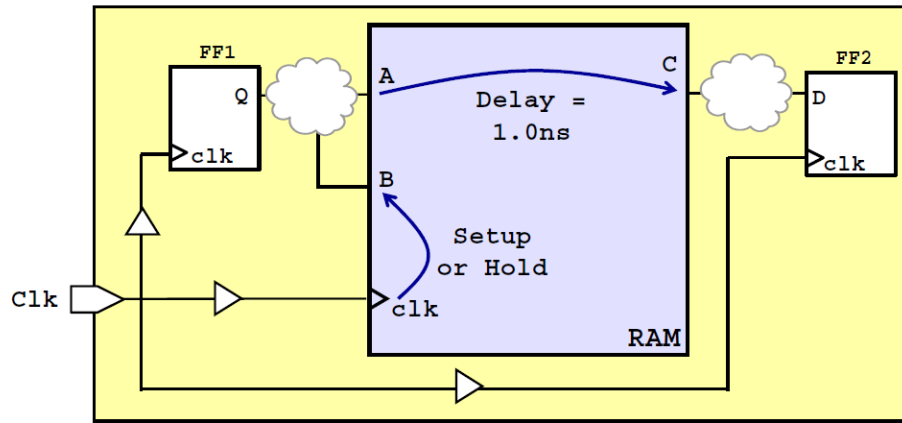 FF1
Q
clk
A
C
Delay =
1.0ns
B
Setup
or Hold
clk
RAM
FF2
D
clk
Clk